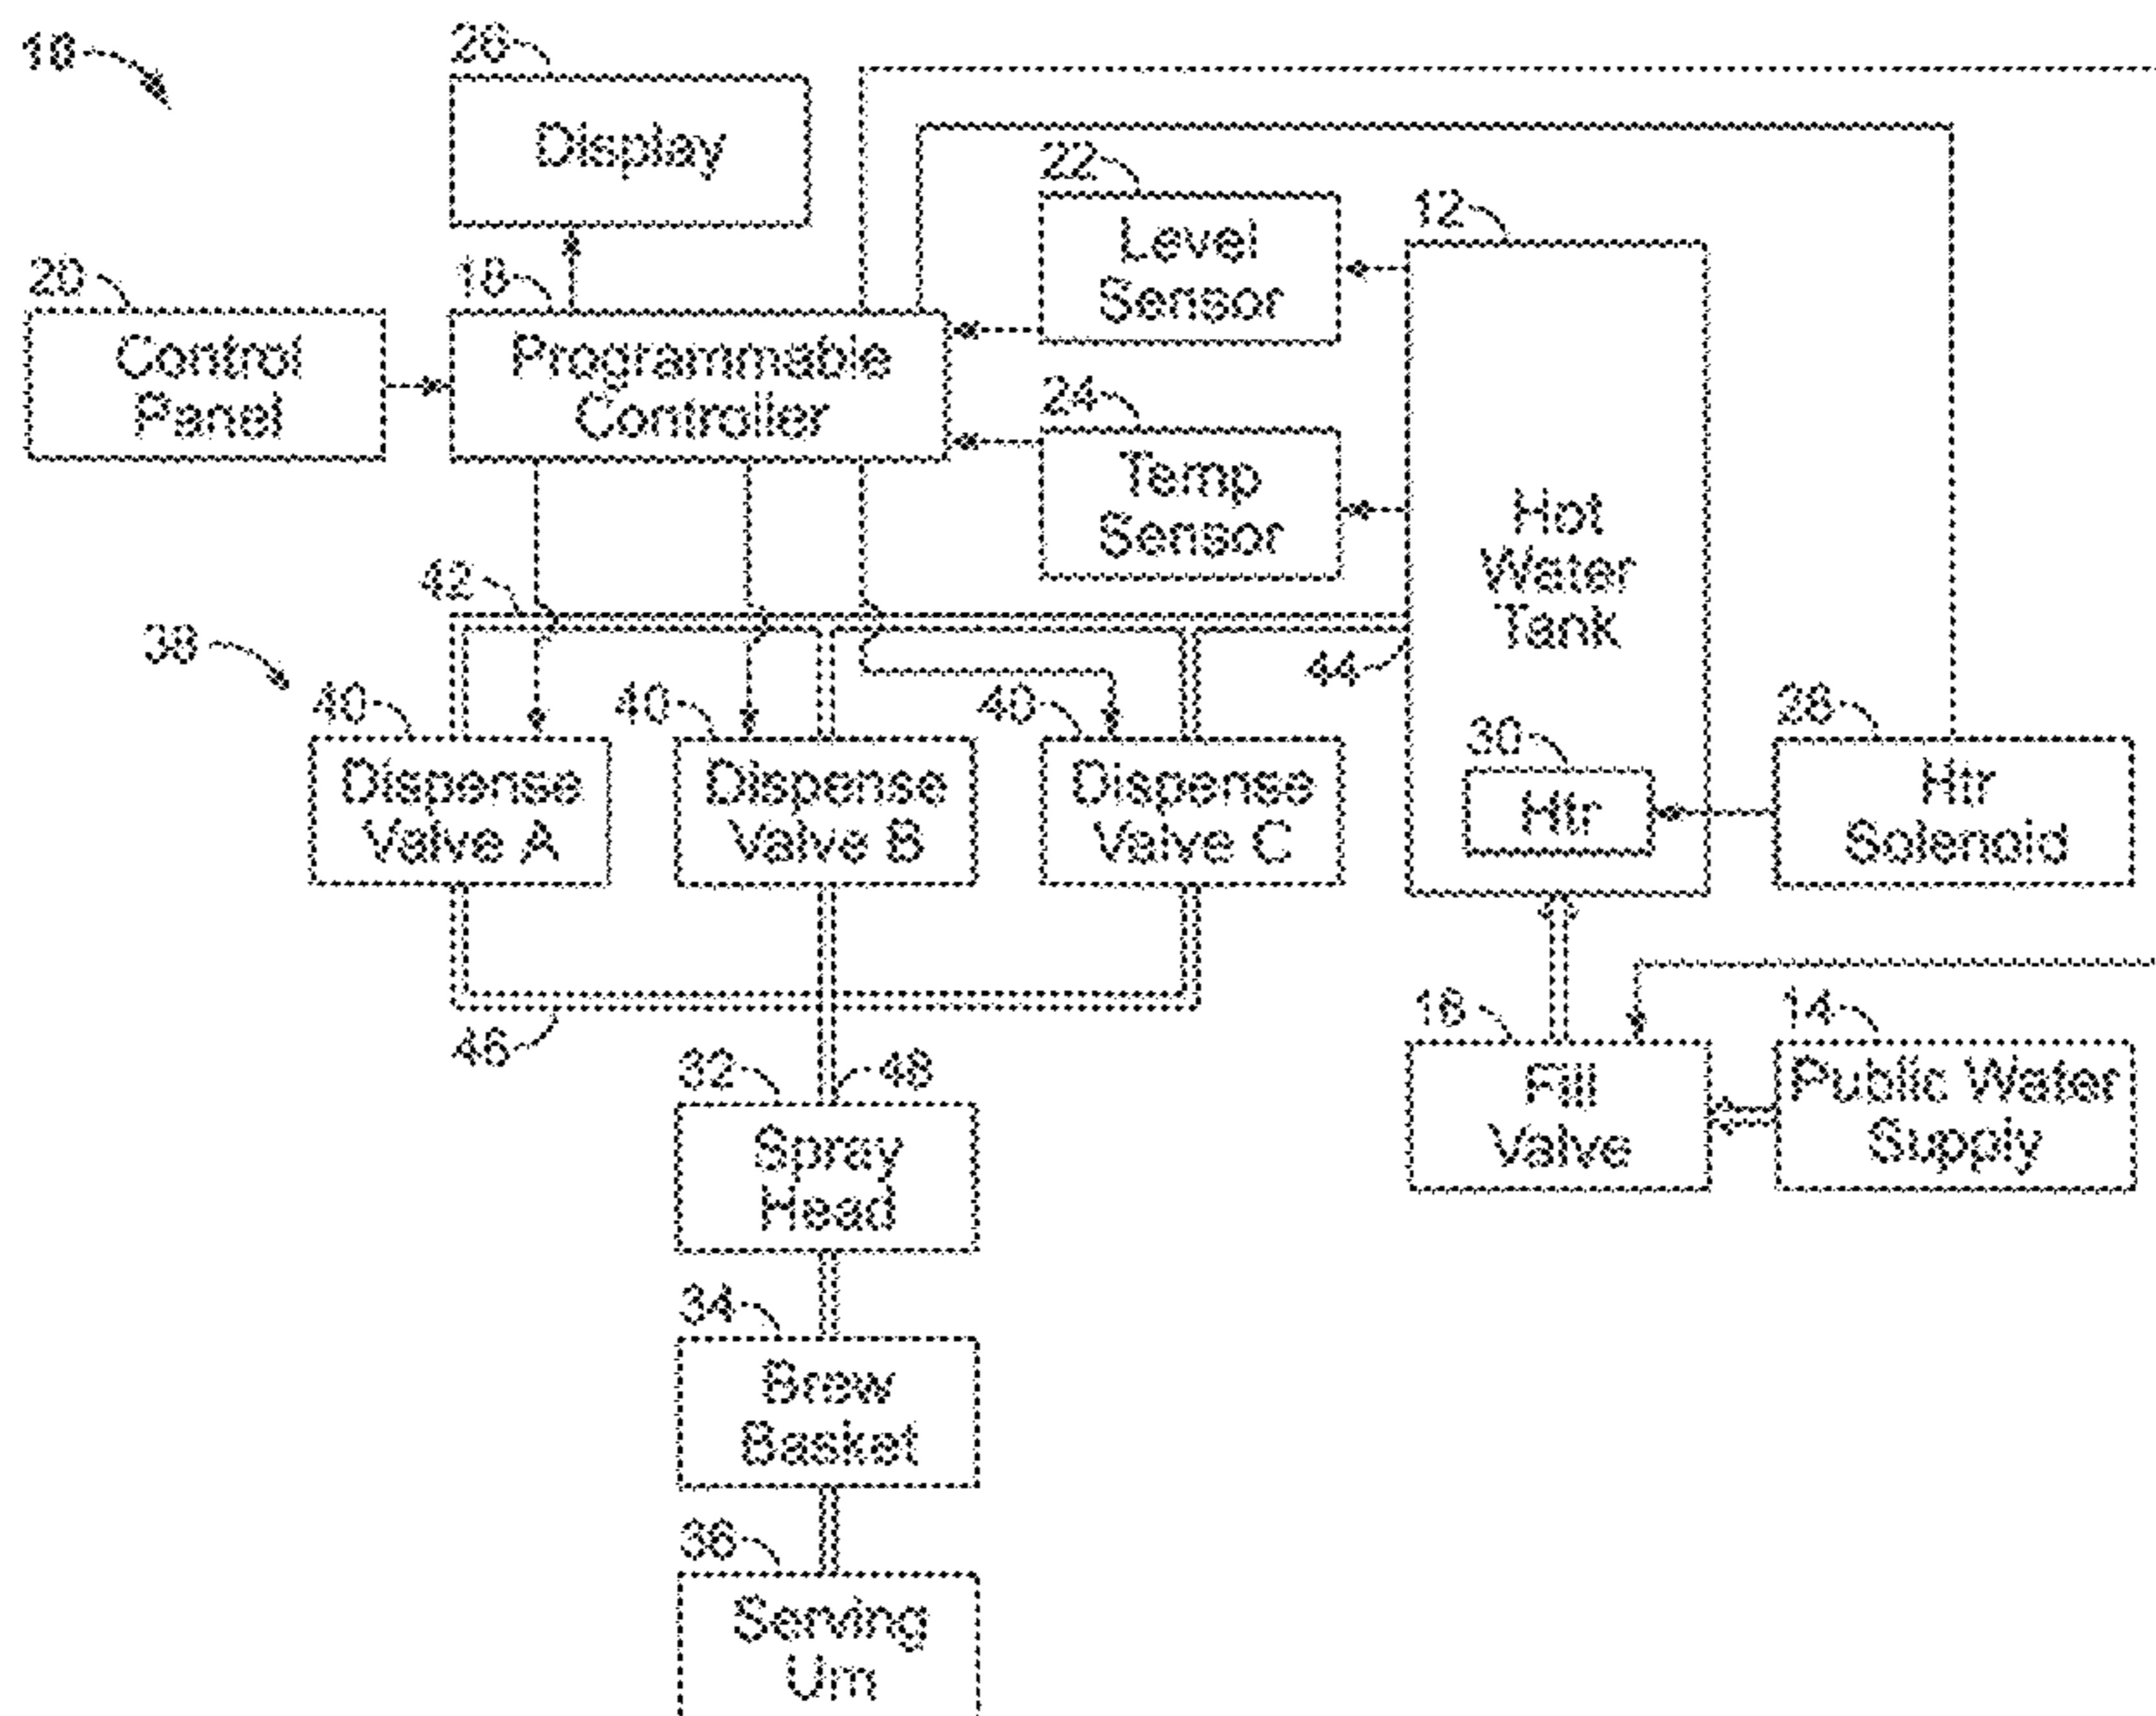 10
26
Display
22
Level
Sensor
12
20
Control
Panel
18
Programmable
Controller
24
Temp
Sensor
Hot
Water
Tank
42
38
44
40
Dispense
Valve A
40
Dispense
Valve B
40
Dispense
Valve C
30
Htr
28
Htr
Solenoid
46
32
48
Spray
Head
16
Fill
Valve
14
Public Water
Supply
34
Brew
Basket
36
Serving
Urn